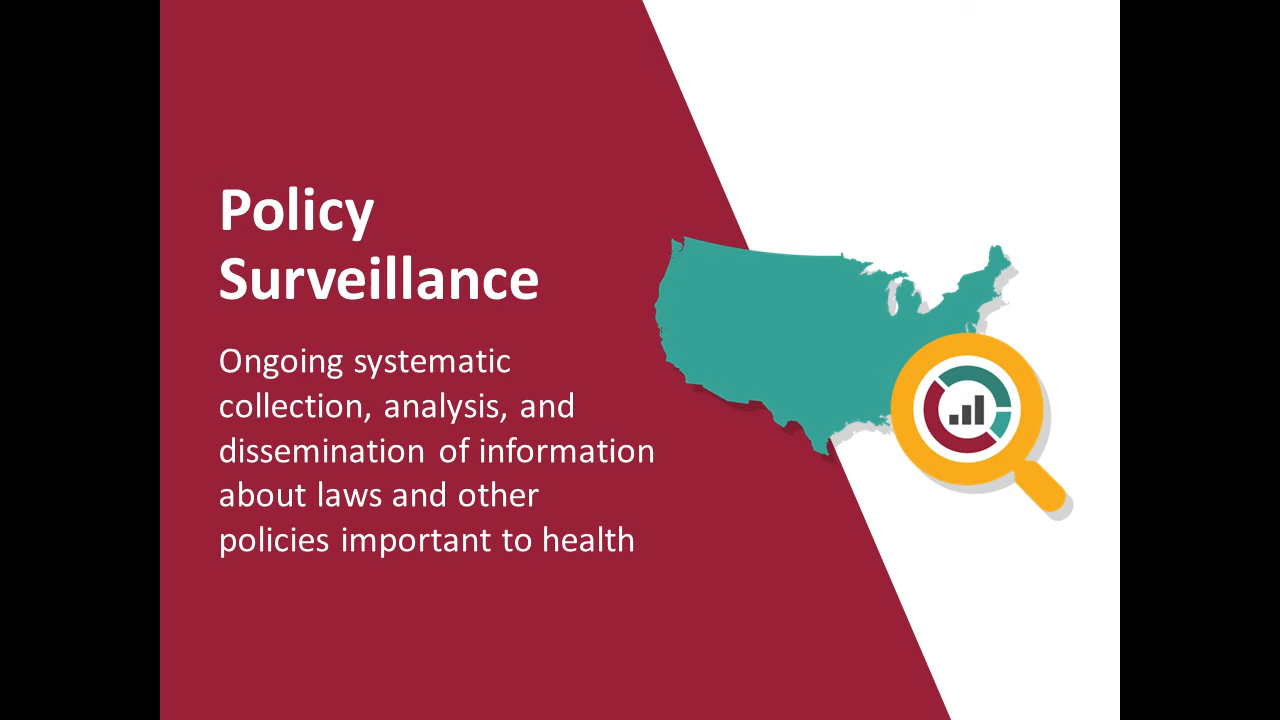 Policy
Surveillance
Ongoing systematic
collection, analysis, and
dissemination of information
about laws and other
policies important to health